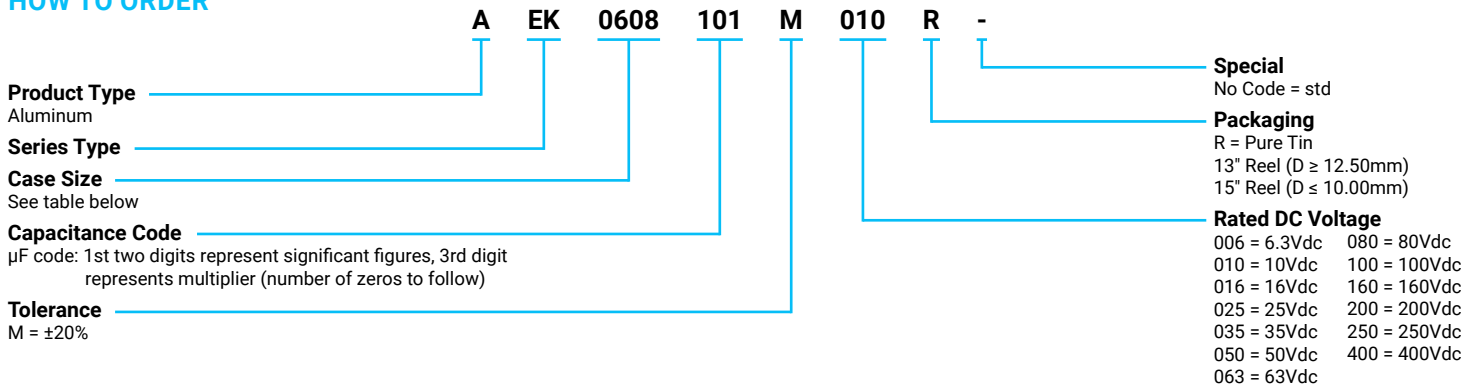 HOW TO ORDER
A EK 0608 101 M 010 R -
Product Type
Aluminum
Series Type
Case Size
See table below
Capacitance Code
µF code: 1st two digits represent significant figures, 3rd digit
represents multiplier (number of zeros to follow)
Tolerance
M = ±20%
Special
No Code = std
Packaging
R = Pure Tin
13" Reel (D ≥ 12.50mm)
15" Reel (D ≤ 10.00mm)
Rated DC Voltage
006 = 6.3Vdc 080 = 80Vdc
010 = 10Vdc 100 = 100Vdc
016 = 16Vdc 160 = 160Vdc
025 = 25Vdc 200 = 200Vdc
035 = 35Vdc 250 = 250Vdc
050 = 50Vdc 400 = 400Vdc
063 = 63Vdc